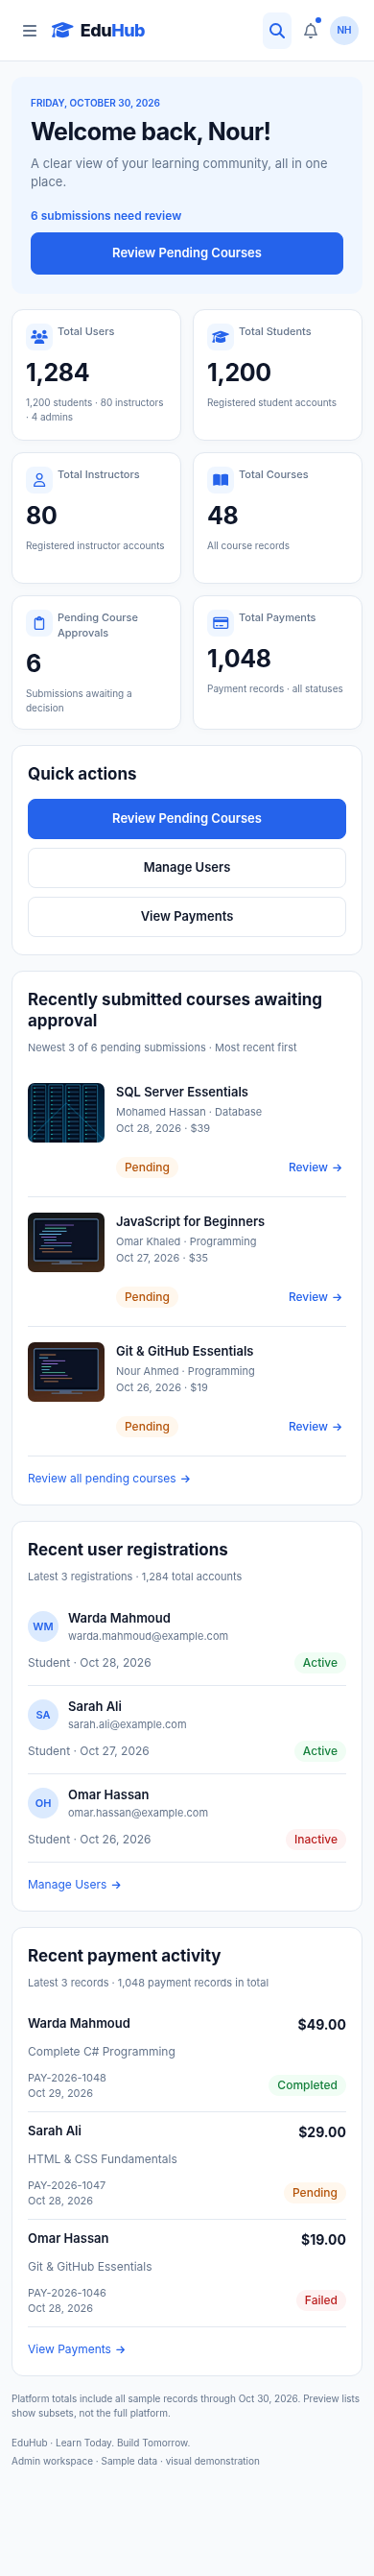 EduHub
NH
FRIDAY, OCTOBER 30, 2026
Welcome back, Nour!
A clear view of your learning community, all in one
place.
6 submissions need review
Review Pending Courses
Total Users
1,284
1,200 students · 80 instructors
· 4 admins
Total Students
1,200
Registered student accounts
Total Instructors
80
Registered instructor accounts
Total Courses
48
All course records
Pending Course
Approvals
6
Submissions awaiting a
decision
Total Payments
1,048
Payment records · all statuses
Quick actions
Review Pending Courses
Manage Users
View Payments
Recently submitted courses awaiting
approval
Newest 3 of 6 pending submissions · Most recent first
SQL Server Essentials
Mohamed Hassan · Database
Oct 28, 2026 · $39
Pending
Review →
JavaScript for Beginners
Omar Khaled · Programming
Oct 27, 2026 · $35
Pending
Review →
Git & GitHub Essentials
Nour Ahmed · Programming
Oct 26, 2026 · $19
Pending
Review →
Review all pending courses →
Recent user registrations
Latest 3 registrations · 1,284 total accounts
WM
Warda Mahmoud
warda.mahmoud@example.com
Student · Oct 28, 2026
Active
SA
Sarah Ali
sarah.ali@example.com
Student · Oct 27, 2026
Active
OH
Omar Hassan
omar.hassan@example.com
Student · Oct 26, 2026
Inactive
Manage Users →
Recent payment activity
Latest 3 records · 1,048 payment records in total
Warda Mahmoud
$49.00
Complete C# Programming
PAY-2026-1048
Oct 29, 2026
Completed
Sarah Ali
$29.00
HTML & CSS Fundamentals
PAY-2026-1047
Oct 28, 2026
Pending
Omar Hassan
$19.00
Git & GitHub Essentials
PAY-2026-1046
Oct 28, 2026
Failed
View Payments →
Platform totals include all sample records through Oct 30, 2026. Preview lists
show subsets, not the full platform.
EduHub · Learn Today. Build Tomorrow.
Admin workspace · Sample data · visual demonstration